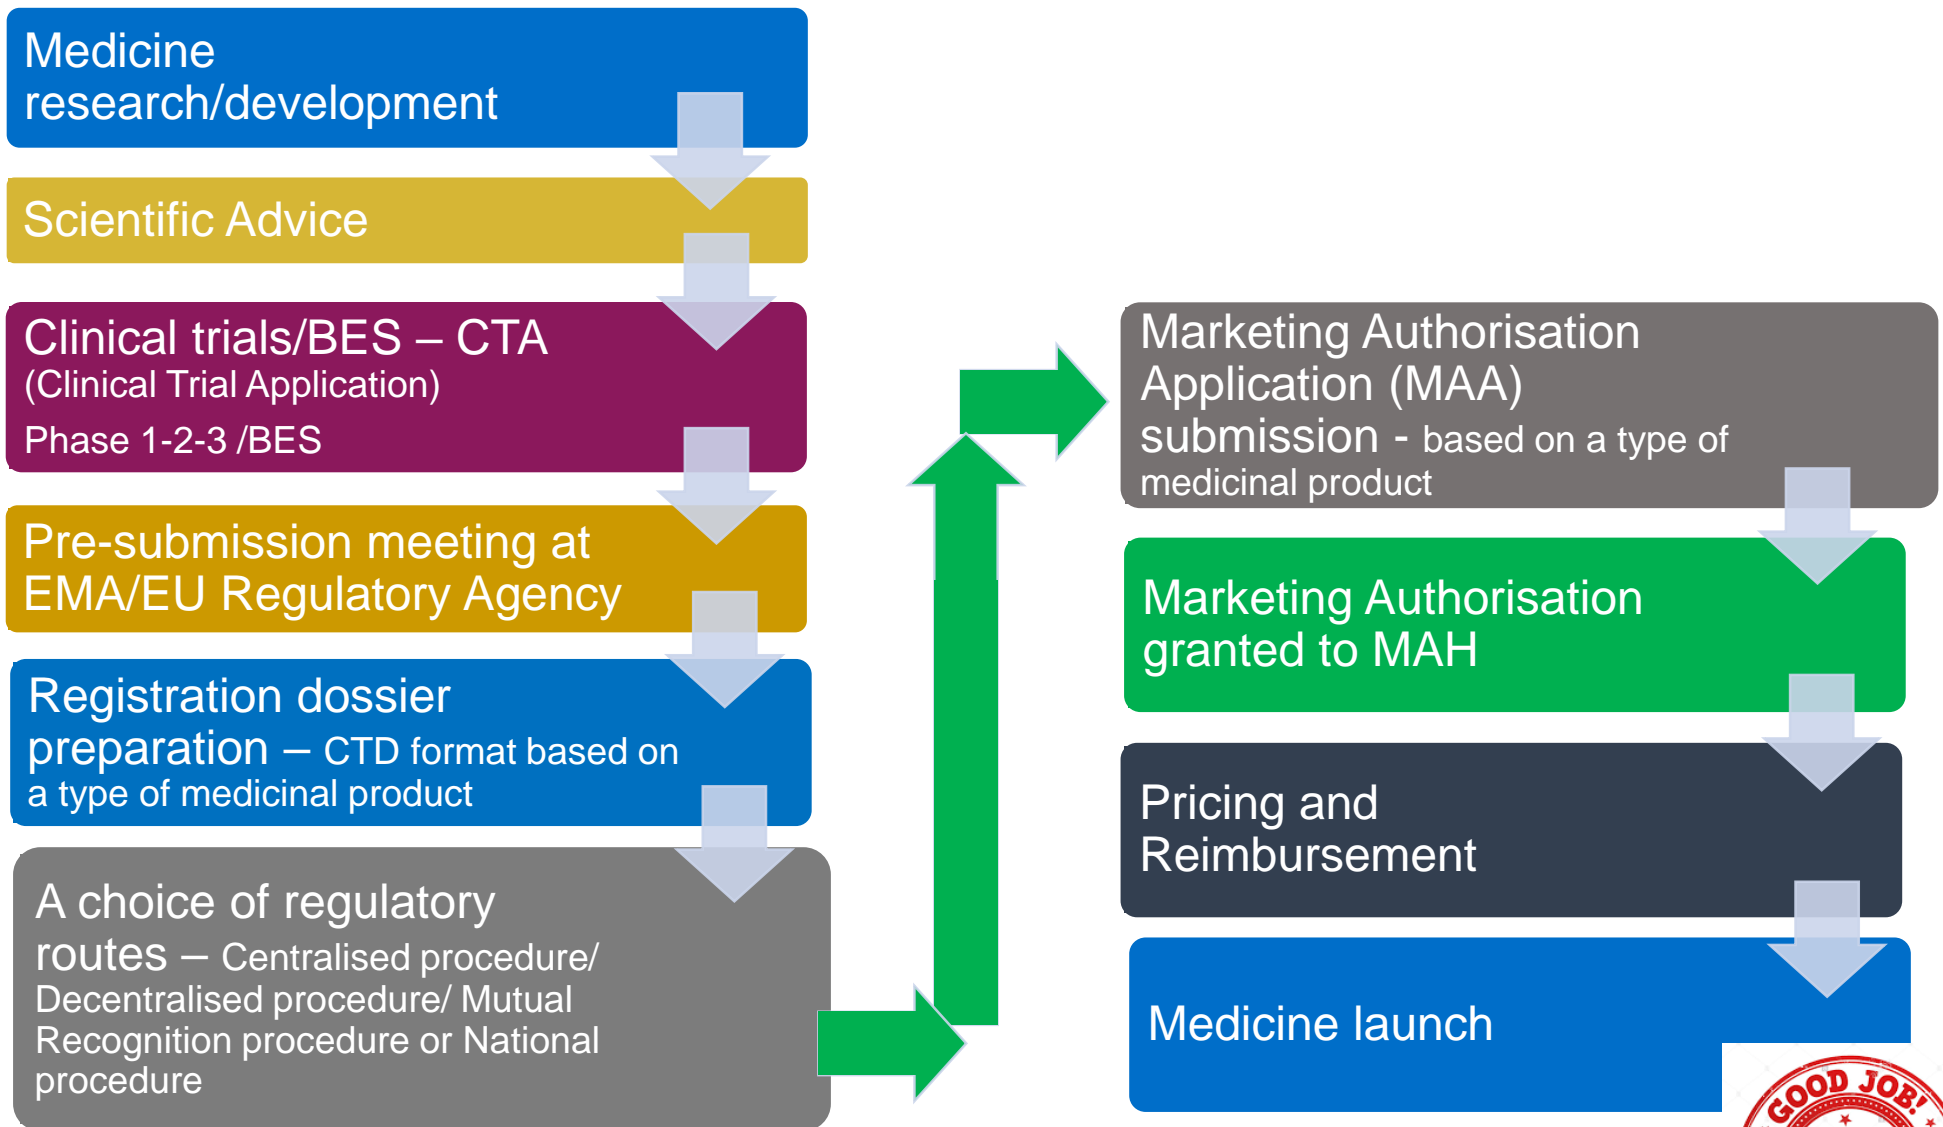 Medicine
research/development
Scientific Advice
Clinical trials/BES – CTA
(Clinical Trial Application)
Phase 1-2-3 /BES
Pre-submission meeting at
EMA/EU Regulatory Agency
Registration dossier
preparation – CTD format based on
a type of medicinal product
A choice of regulatory
routes – Centralised procedure/
Decentralised procedure/ Mutual
Recognition procedure or National
procedure
Marketing Authorisation
Application (MAA)
submission - based on a type of
medicinal product
Marketing Authorisation
granted to MAH
Pricing and
Reimbursement
Medicine launch
GOOD JOB!